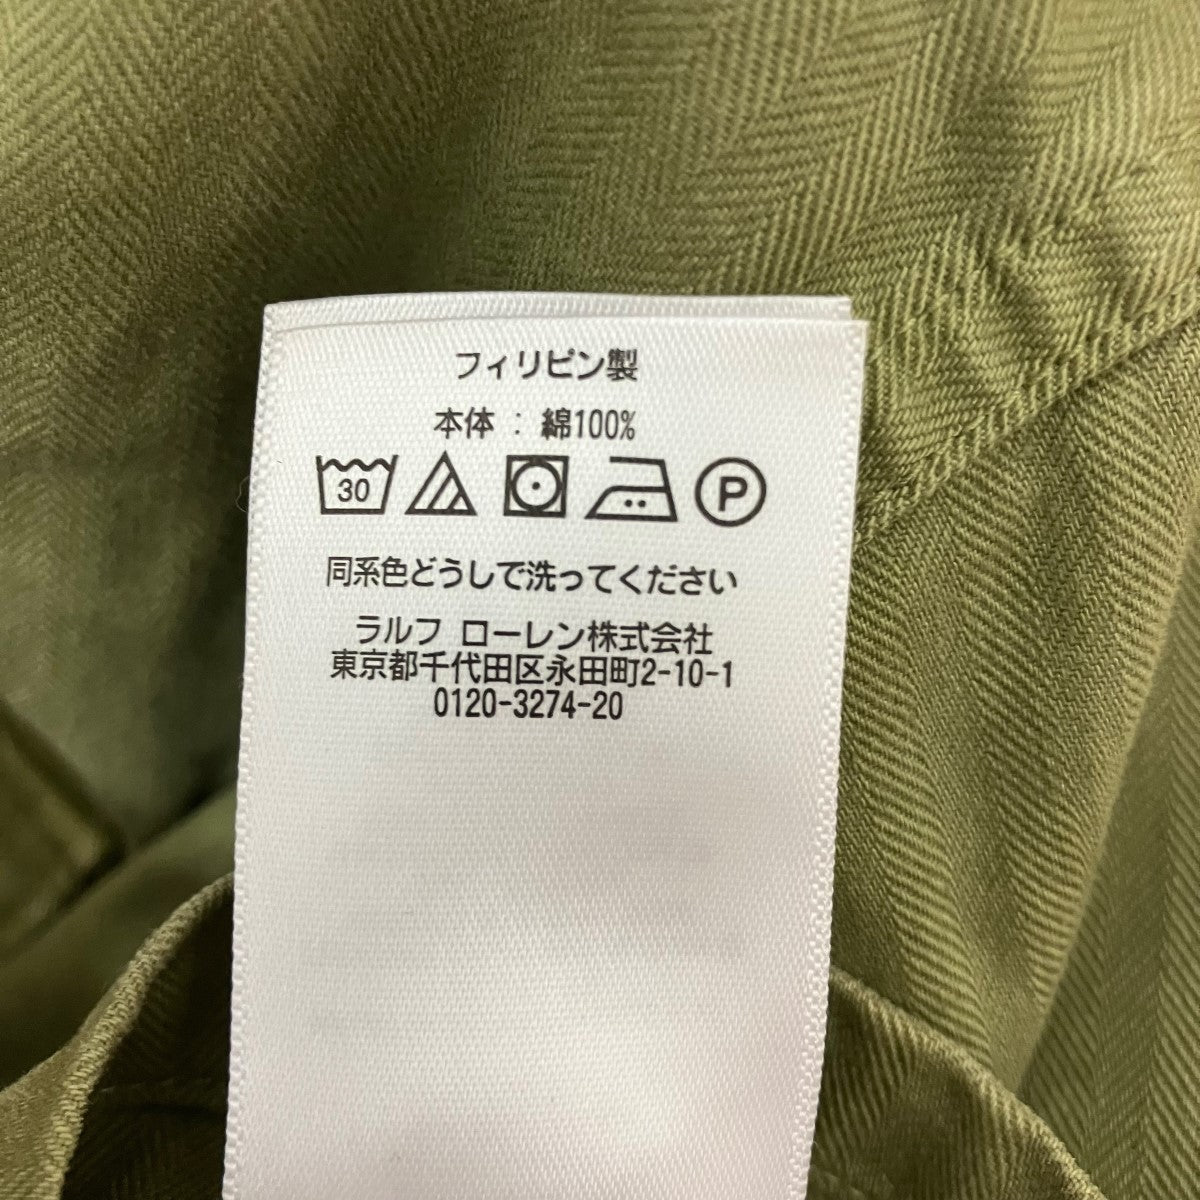 フィリピン製
本体 : 綿100%
30 P
同系色どうしで洗ってください
ラルフ ローレン株式会社
東京都千代田区永田町2-10-1
0120-3274-20